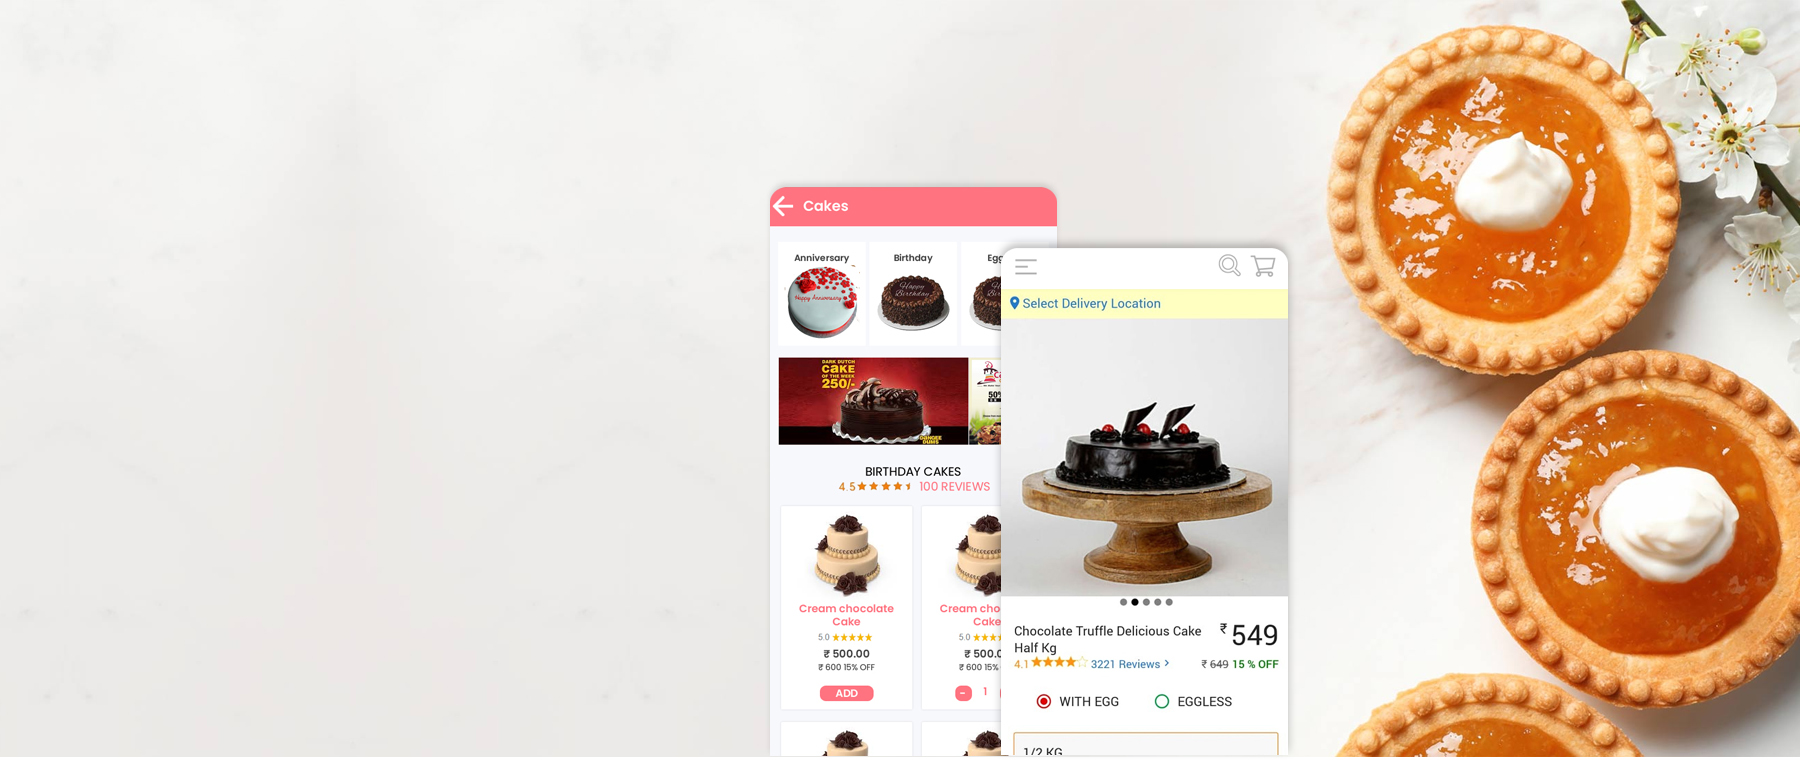 Cakes
Anniversary
Birthday
Egg
Happy Anniversary
Happy
Birthday
DARK DUTCH
CAKE
OF THE WEEK
250/-
DANGEE
DUMS
50%
BIRTHDAY CAKES
4.5 100 REVIEWS
Cream chocolate
Cake
5.0
₹ 500.00
₹ 600 15% OFF
ADD
Cream cho
Cake
5.0
₹ 500.0
₹ 600 15%
- 1
Select Delivery Location
Chocolate Truffle Delicious Cake
Half Kg
₹ 549
4.1 3221 Reviews >
₹ 649 15 % OFF
WITH EGG EGGLESS
1/2 KG